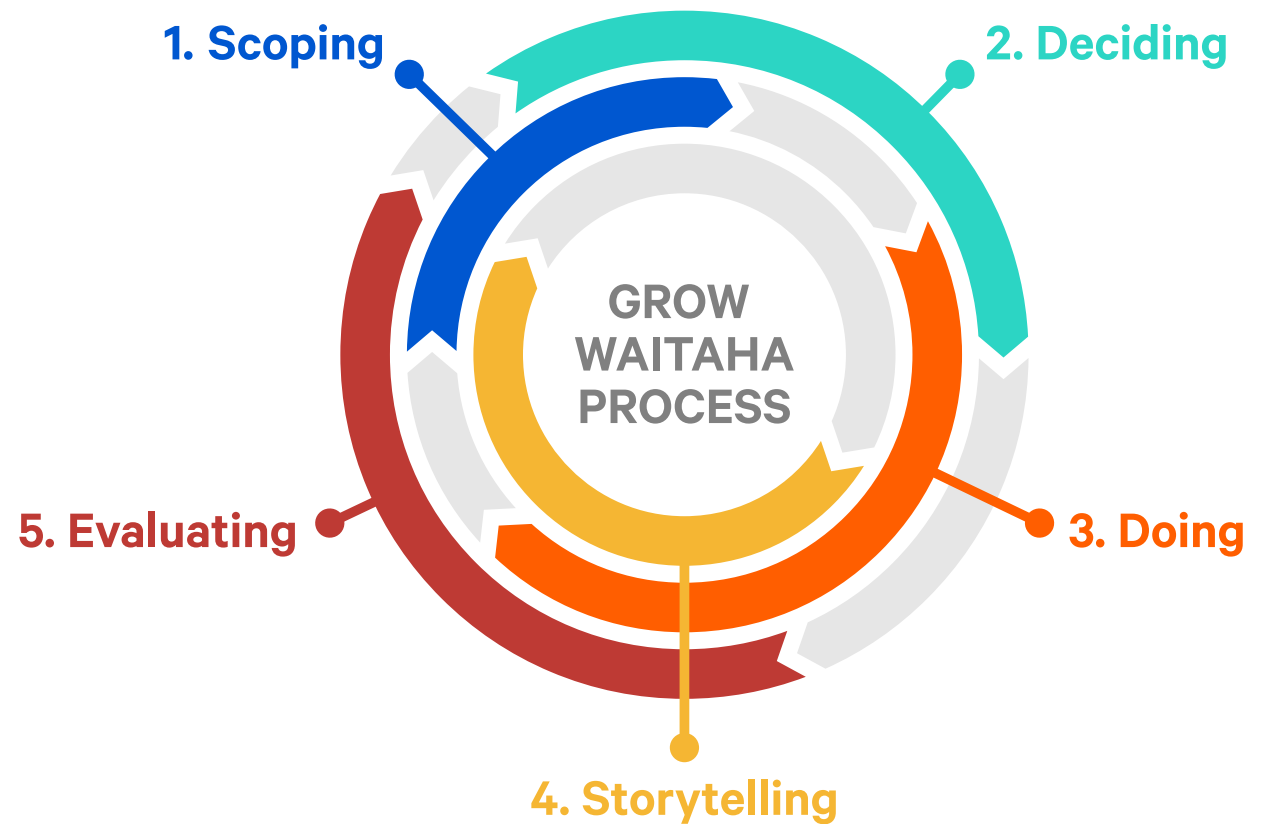 1. Scoping
2. Deciding
GROW
WAITAHA
PROCESS
3. Doing
4. Storytelling
5. Evaluating